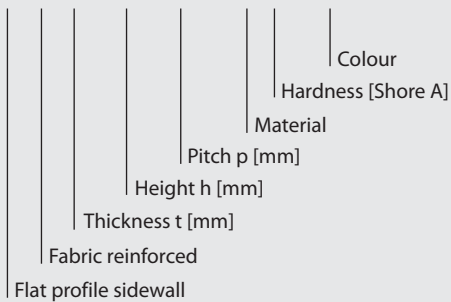 Colour
Hardness [Shore A]
Material
Pitch p [mm]
Height h [mm]
Thickness t [mm]
Fabric reinforced
Flat profile sidewall